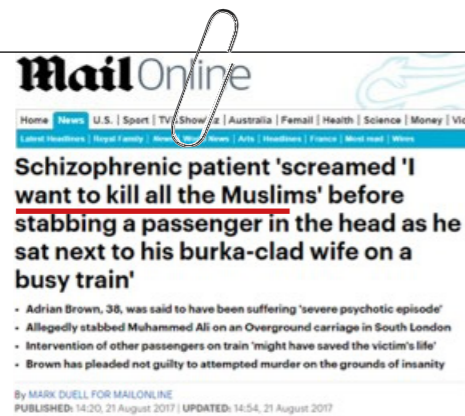 Mail Online
Home News U.S. | Sport | TV&Showbiz | Australia | Femail | Health | Science | Money |
Latest Headlines | Royal Family | News | World News | Arts | Headlines | France | Most read | Wires
Schizophrenic patient 'screamed 'I
want to kill all the Muslims' before
stabbing a passenger in the head as he
sat next to his burka-clad wife on a
busy train'
• Adrian Brown, 38, was said to have been suffering 'severe psychotic episode'
• Allegedly stabbed Muhammed Ali on an Overground carriage in South London
• Intervention of other passengers on train 'might have saved the victim's life'
• Brown has pleaded not guilty to attempted murder on the grounds of insanity
By MARK DUELL FOR MAILONLINE
PUBLISHED: 14:20, 21 August 2017 | UPDATED: 14:54, 21 August 2017